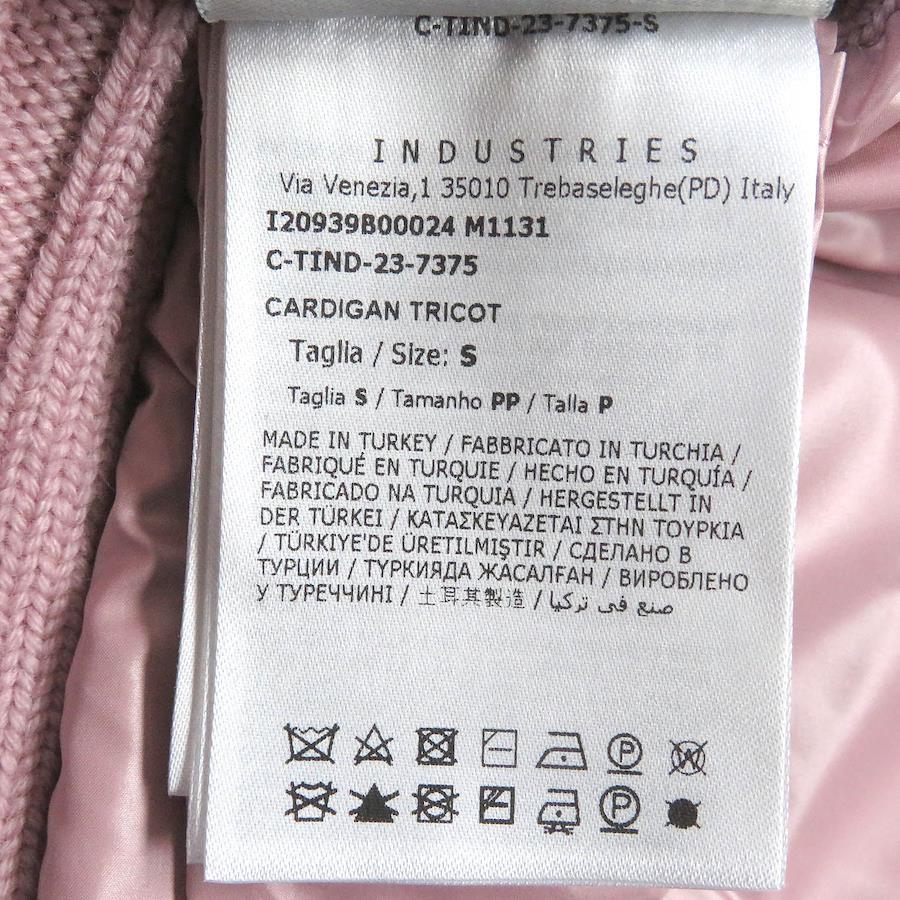 C-TIND-23-7375-S
INDUSTRIES
Via Venezia,1 35010 Trebaseleghe(PD) Italy
I20939B00024 M1131
C-TIND-23-7375
CARDIGAN TRICOT
Taglia / Size: S
Taglia S / Tamanho PP / Talla P
MADE IN TURKEY / FABBRICATO IN TURCHIA /
FABRIQUÉ EN TURQUIE / HECHO EN TURQUÍA /
FABRICADO NA TURQUIA / HERGESTELLT IN
DER TÜRKEI / ΚΑΤΑΣΚΕΥΑΖΕΤΑΙ ΣΤΗΝ ΤΟΥΡΚΙΑ
/ TÜRKİYE'DE ÜRETILMIŞTIR / СДЕЛАНО В
ТУРЦИИ / ТҮРКИЯДА ЖАСАЛҒАН / ВИРОБЛЕНО
У ТУРЕЧЧИНІ / 土耳其製造 / صنع في تركيا
P W
P